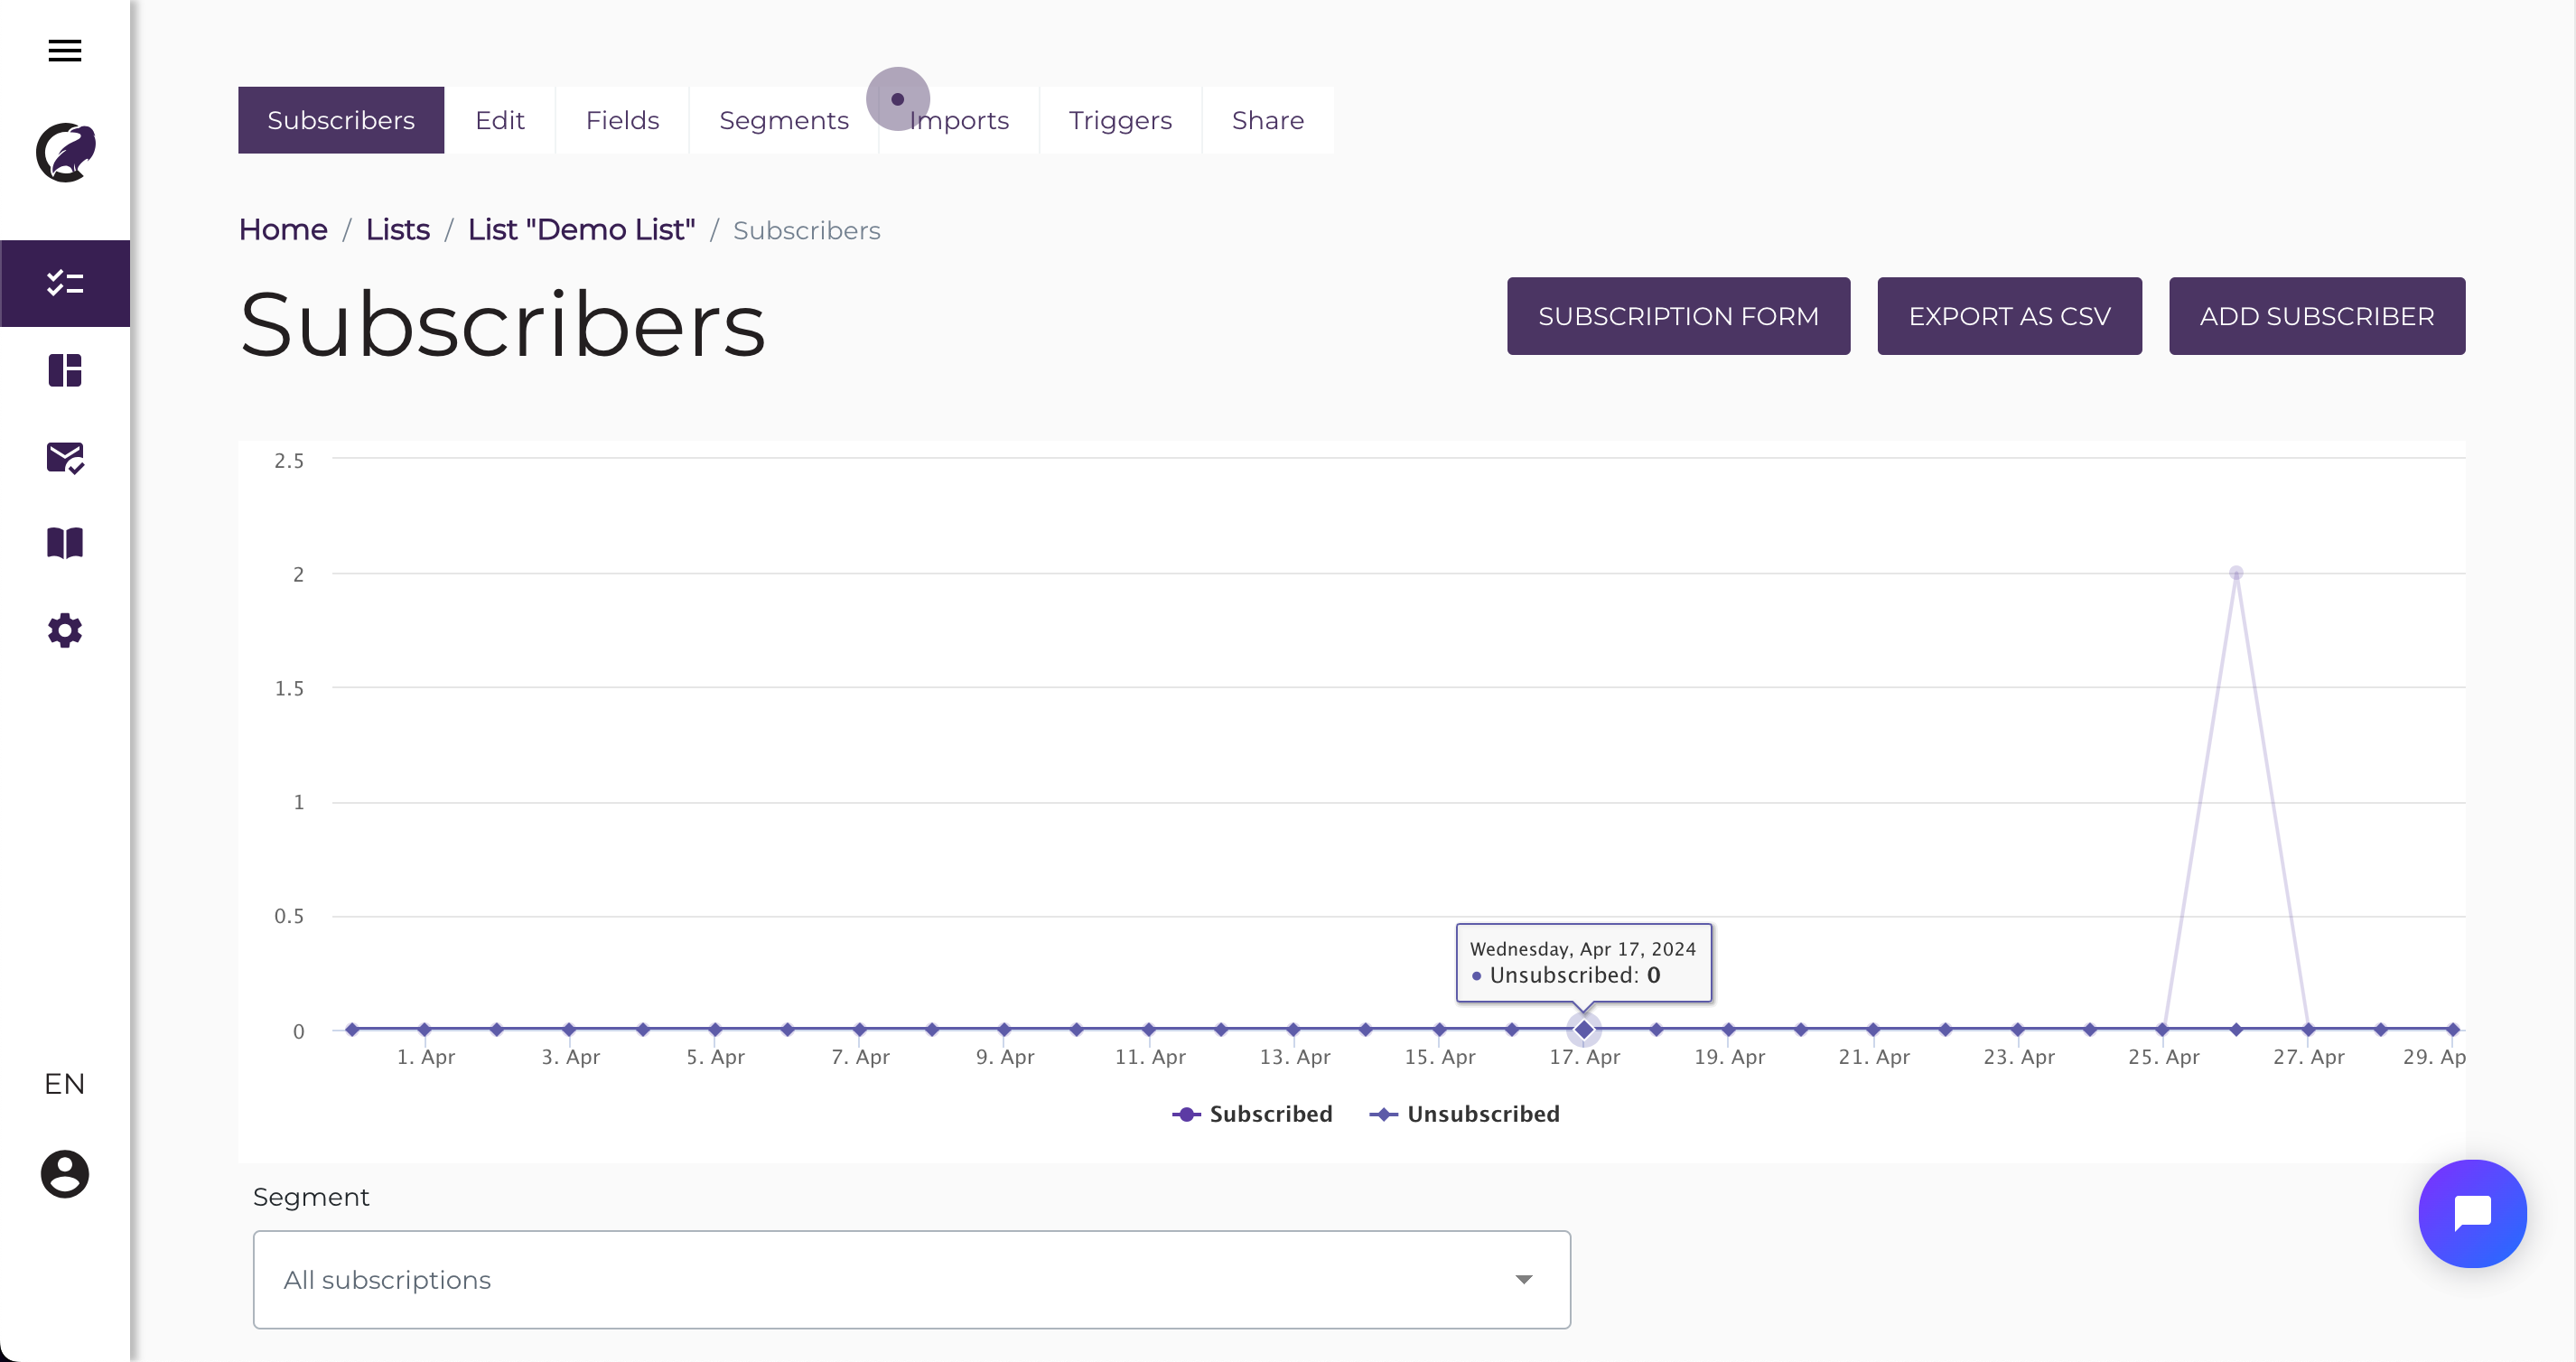 Subscribers Edit Fields Segments Imports Triggers Share
Home / Lists / List "Demo List" / Subscribers
Subscribers
SUBSCRIPTION FORM EXPORT AS CSV ADD SUBSCRIBER
2.5
2
1.5
1
0.5
0
Wednesday, Apr 17, 2024
Unsubscribed: 0
1. Apr 3. Apr 5. Apr 7. Apr 9. Apr 11. Apr 13. Apr 15. Apr 17. Apr 19. Apr 21. Apr 23. Apr 25. Apr 27. Apr 29. Ap
Subscribed Unsubscribed
EN
Segment
All subscriptions